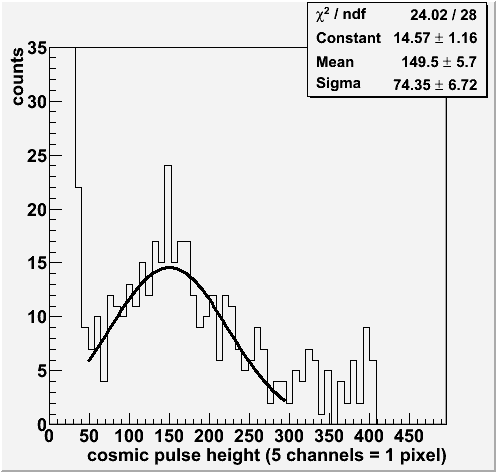 χ² / ndf 24.02 / 28
Constant 14.57 ± 1.16
Mean 149.5 ± 5.7
Sigma 74.35 ± 6.72
counts
35
30
25
20
15
10
5
0
0 50 100 150 200 250 300 350 400 450
cosmic pulse height (5 channels = 1 pixel)